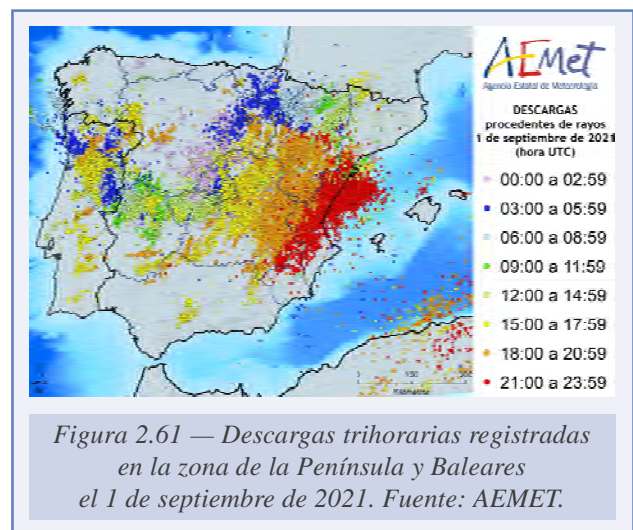 AEMet
Agencia Estatal de Meteorología
DESCARGAS
procedentes de rayos
1 de septiembre de 2021
(hora UTC)
00:00 a 02:59
03:00 a 05:59
06:00 a 08:59
09:00 a 11:59
12:00 a 14:59
15:00 a 17:59
18:00 a 20:59
21:00 a 23:59
Figura 2.61 — Descargas trihorarias registradas
en la zona de la Península y Baleares
el 1 de septiembre de 2021. Fuente: AEMET.